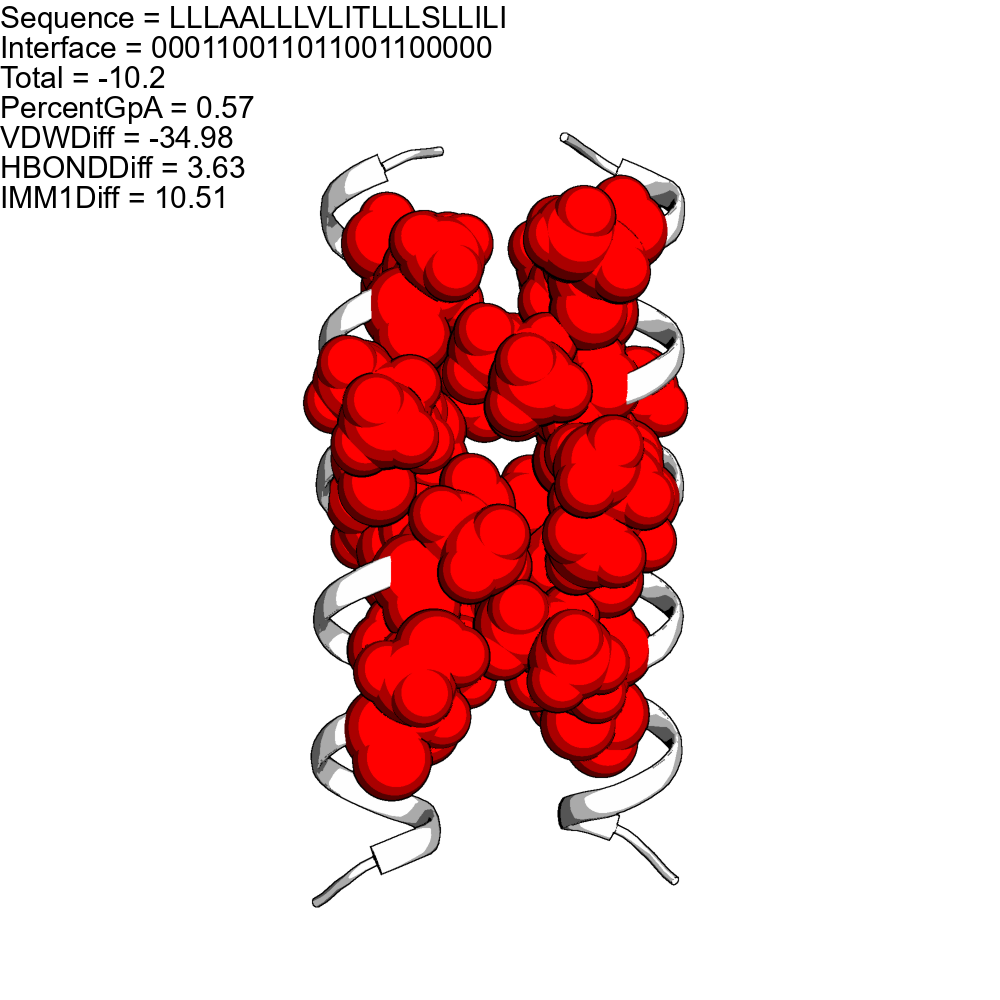 Sequence = LLLAALLLVLITLLLSLLILI
Interface = 000110011011001100000
Total = -10.2
PercentGpA = 0.57
VDWDiff = -34.98
HBONDDiff = 3.63
IMM1Diff = 10.51